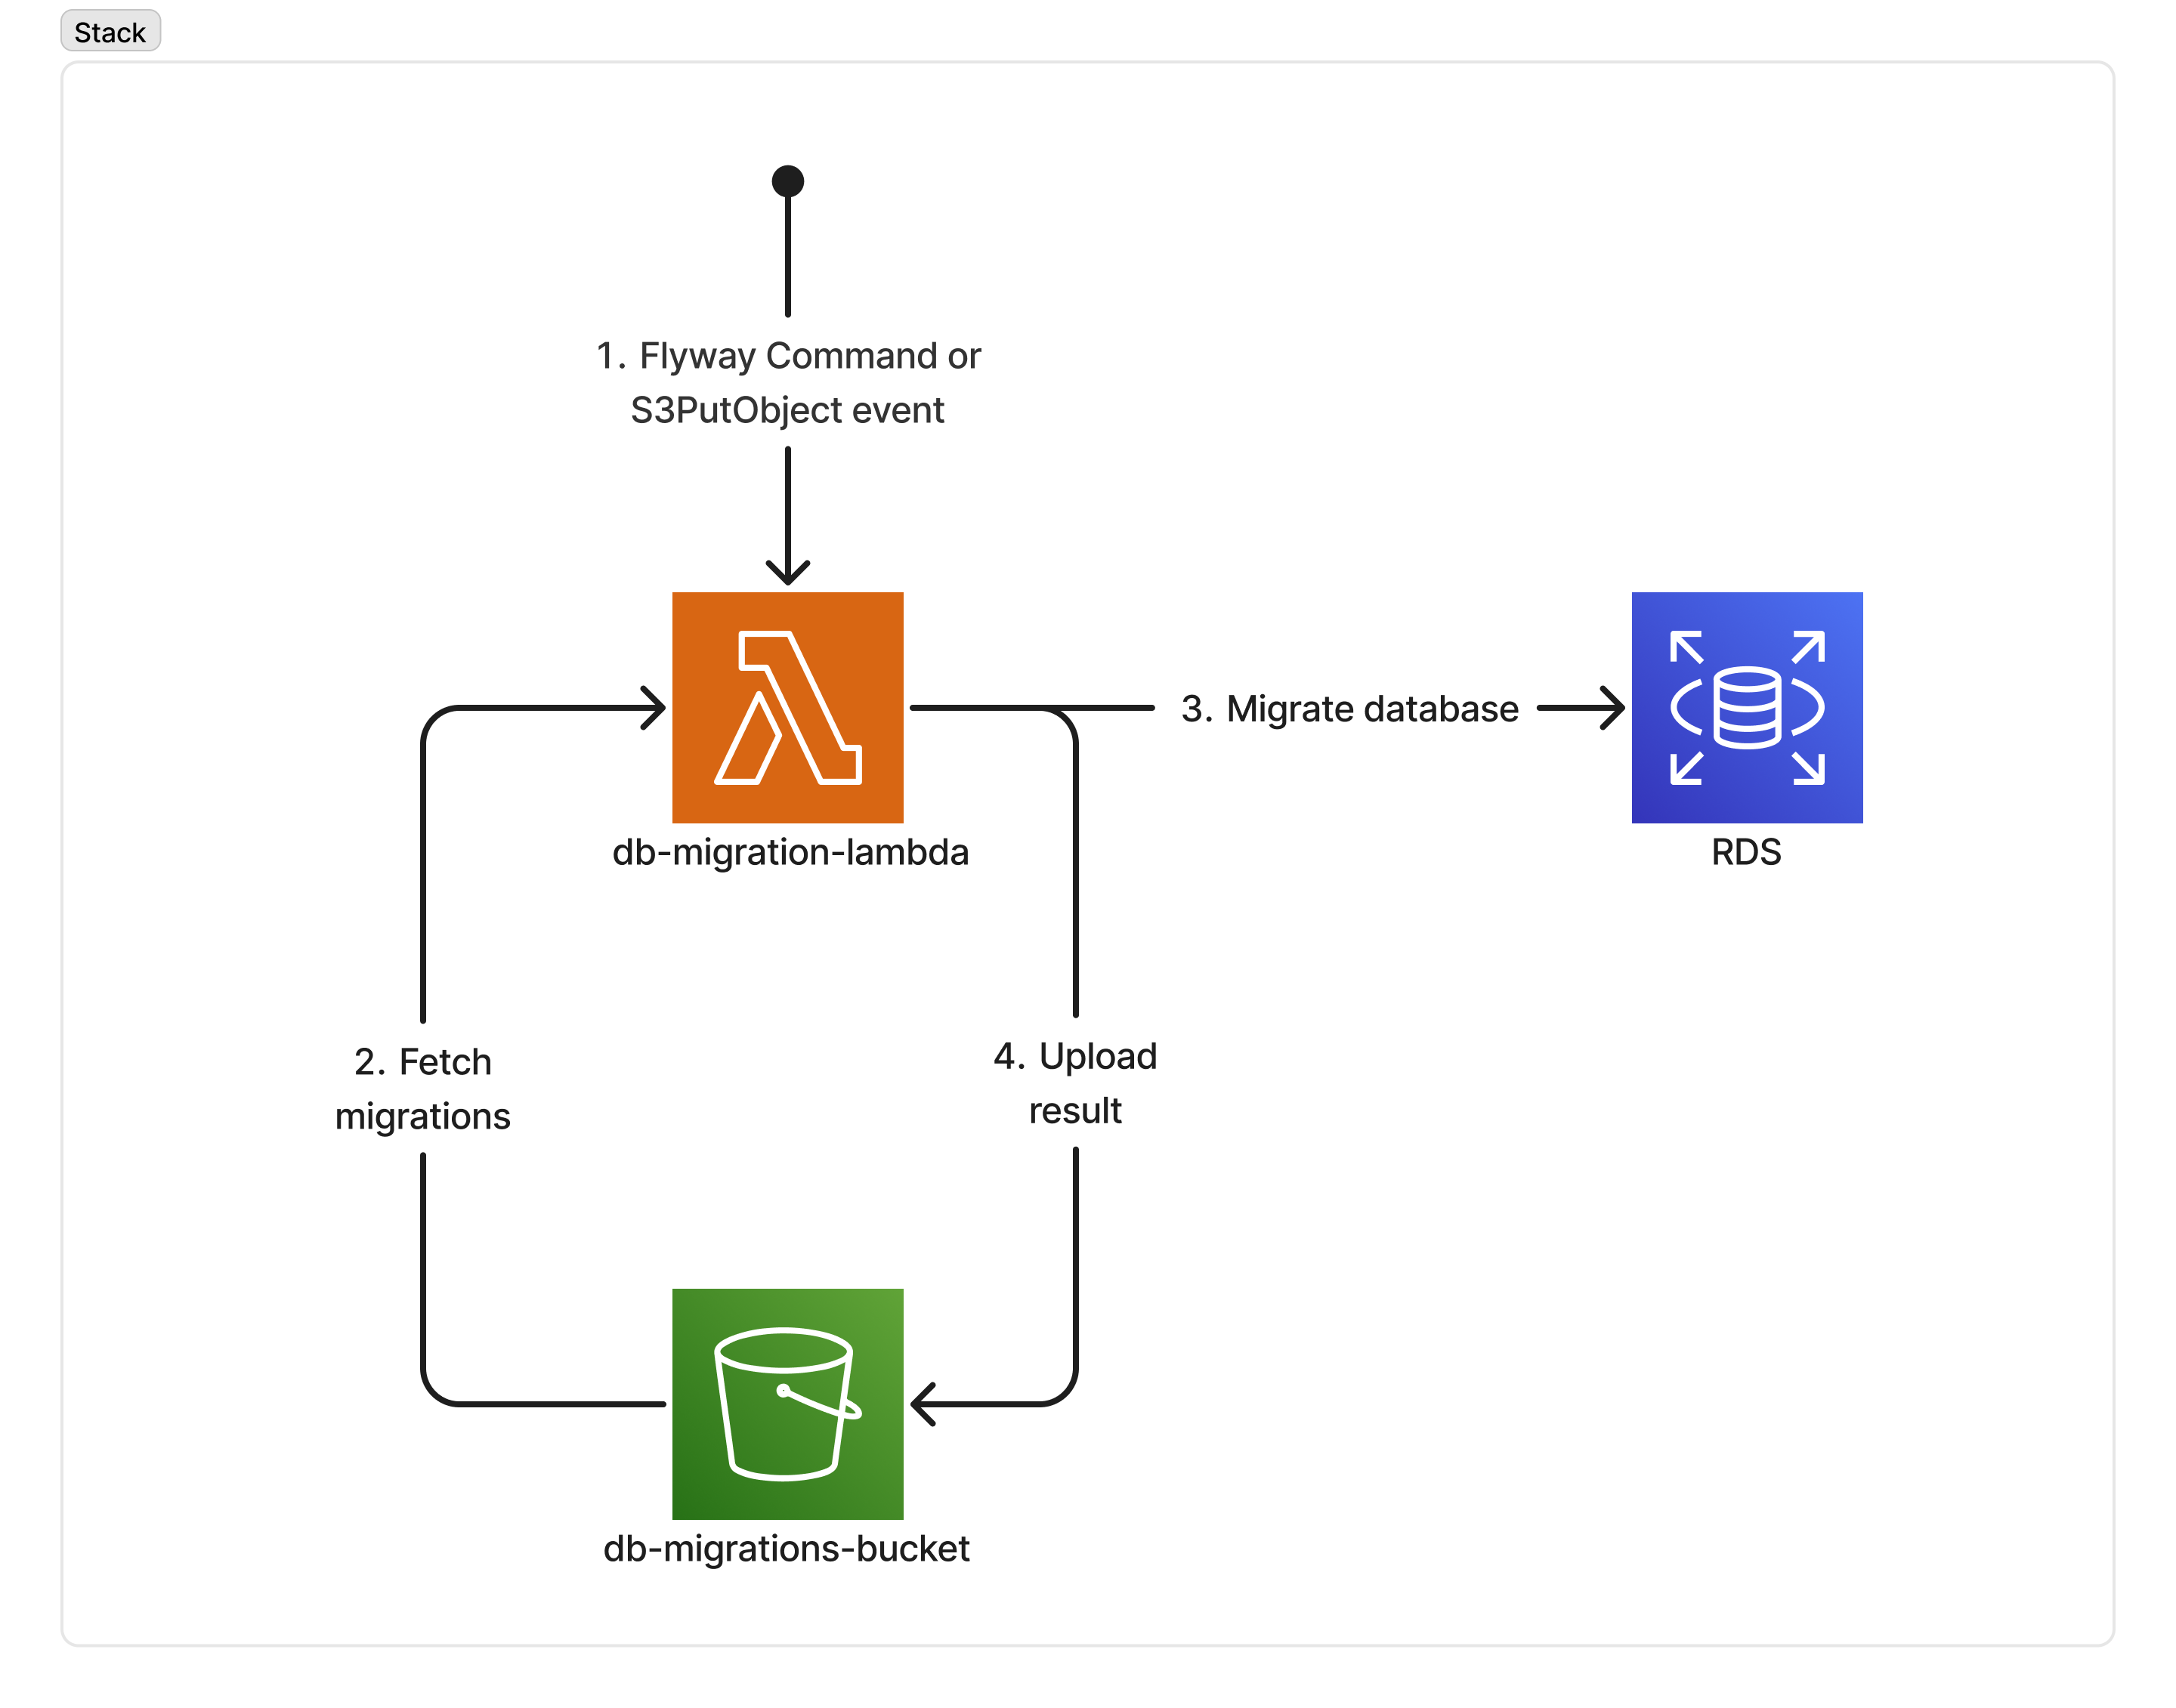 Stack
1. Flyway Command or
S3PutObject event
3. Migrate database
db-migration-lambda
RDS
2. Fetch
migrations
4. Upload
result
db-migrations-bucket